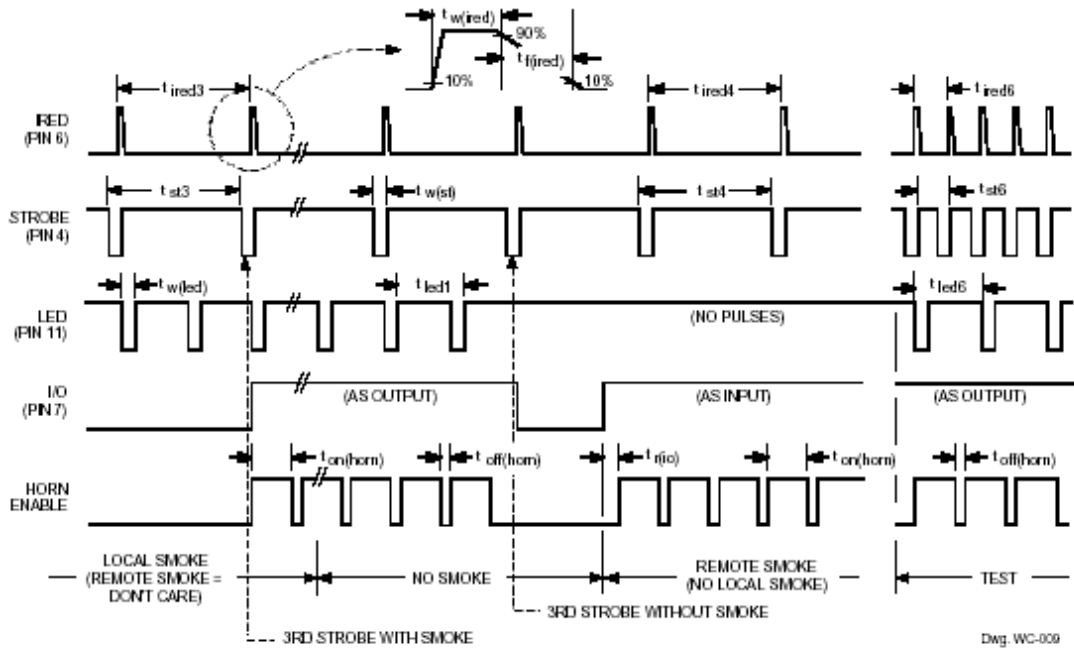 t w(ired)
90%
t f(ired)
10%
10%
t ired3
t ired4
t ired6
IRED
(PIN 6)
t st3
t w(st)
t st4
t st6
STROBE
(PIN 4)
t w(led)
t led1
t led6
LED
(PIN 11)
(NO PULSES)
I/O
(PIN 7)
(AS OUTPUT)
(AS INPUT)
(AS OUTPUT)
t on(horn)
t off(horn)
t r(io)
t on(horn)
t off(horn)
HORN
ENABLE
LOCAL SMOKE
(REMOTE SMOKE =
DON'T CARE)
NO SMOKE
REMOTE SMOKE
(NO LOCAL SMOKE)
TEST
3RD STROBE WITHOUT SMOKE
3RD STROBE WITH SMOKE
Dwg. WC-009